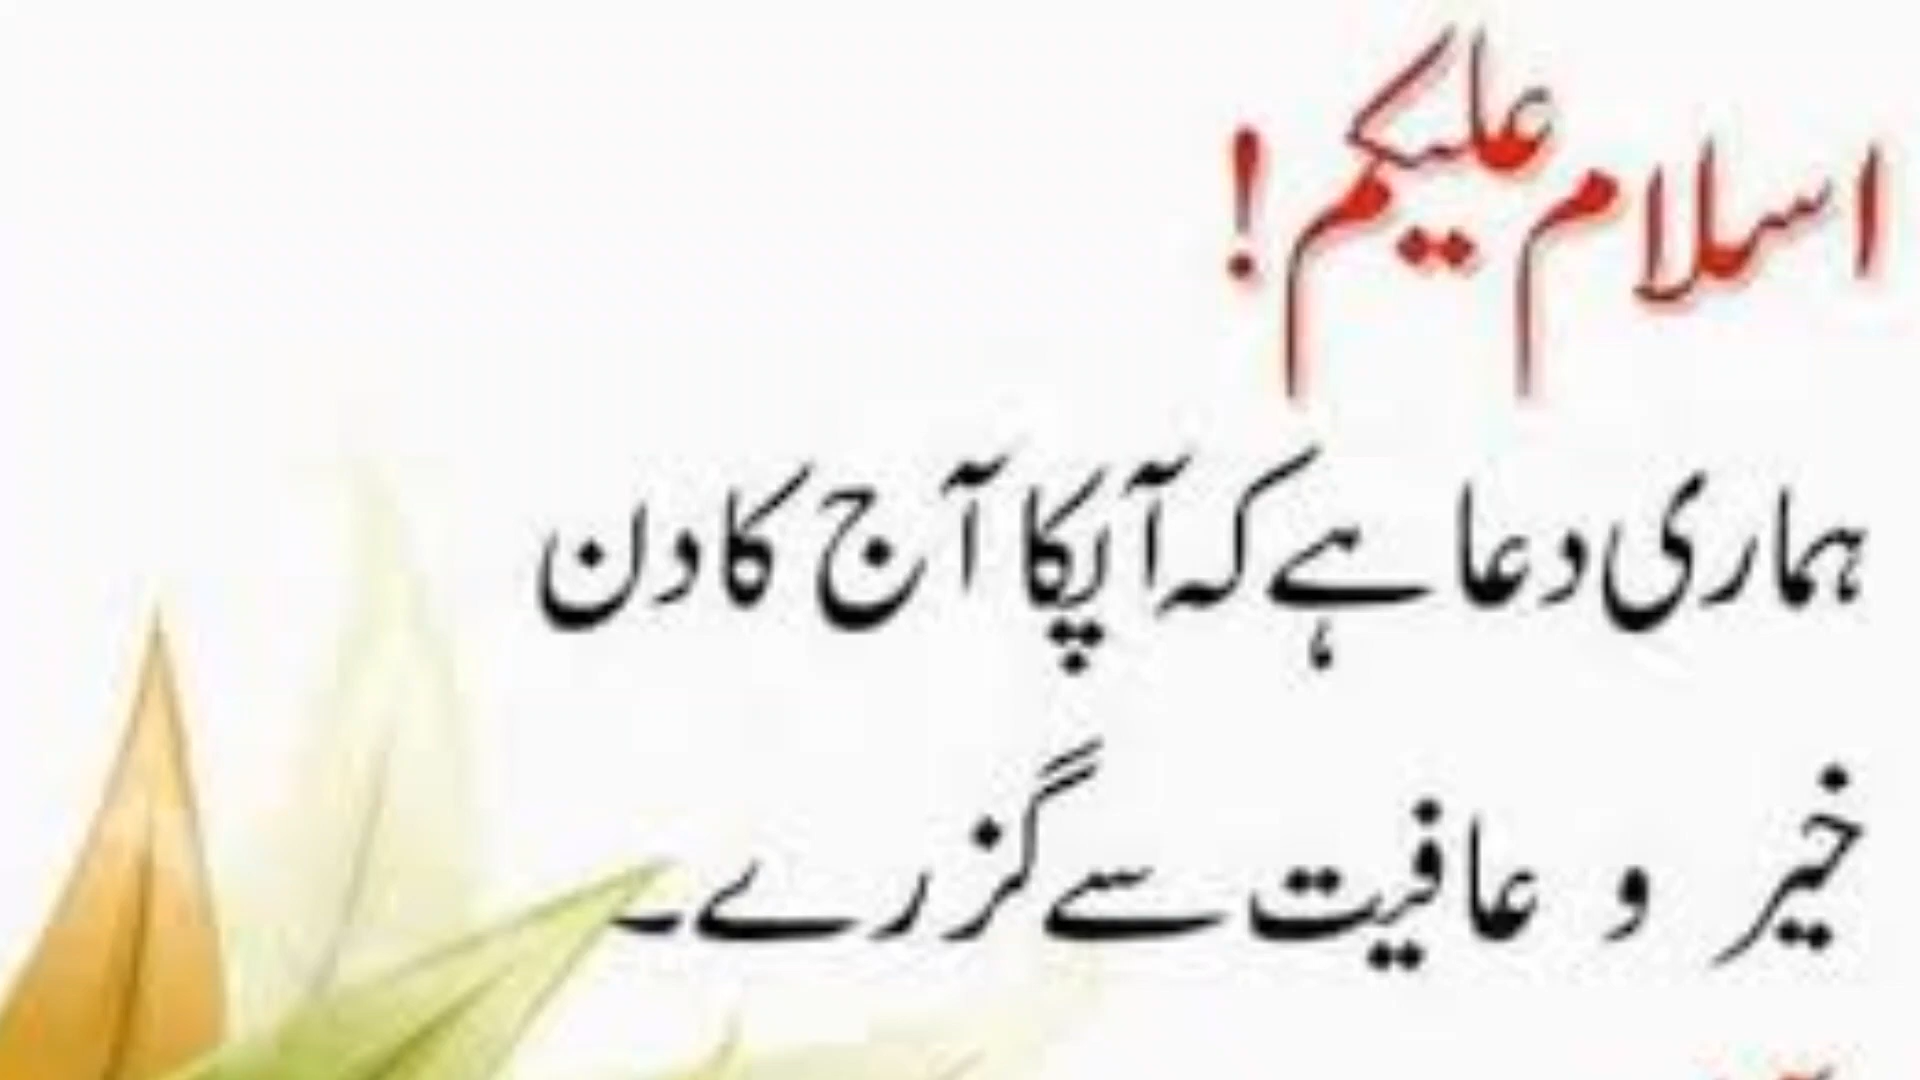 اسلام علیکم!
ہماری دعا ہے کہ آپکا آج کا دن
خیر و عافیت سے گزرے۔